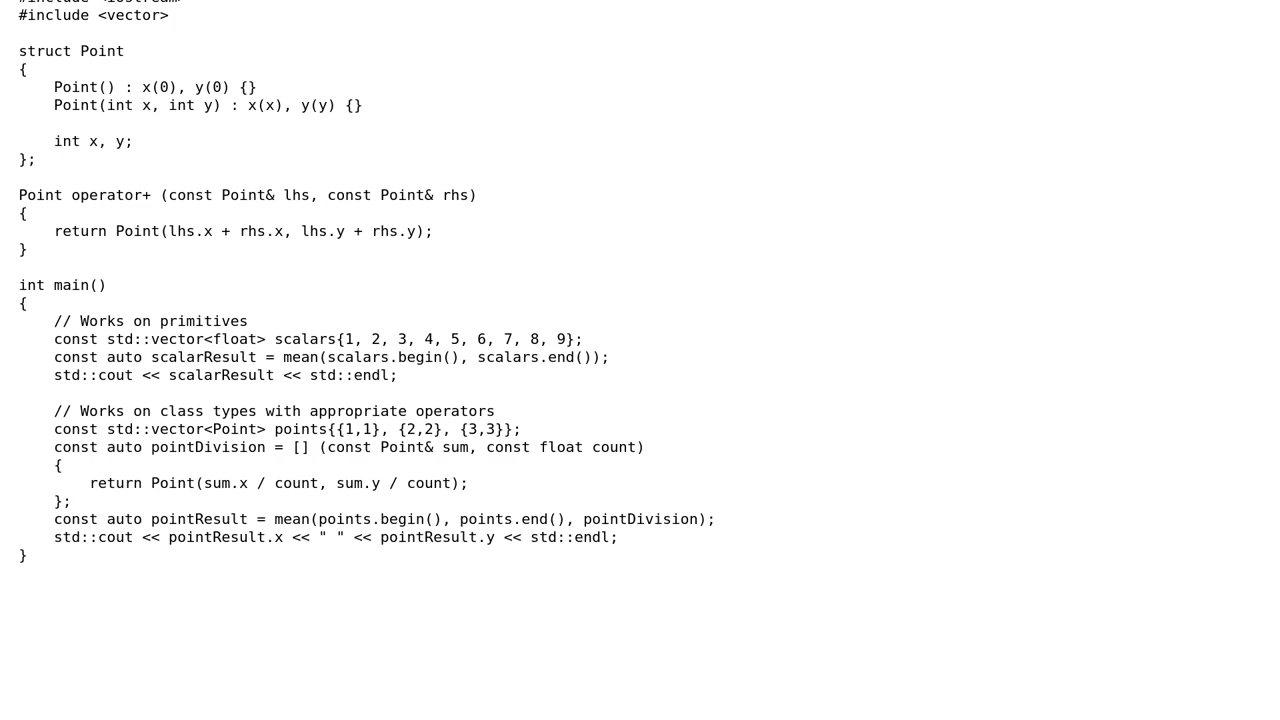 #include <iostream>
#include <vector>

struct Point
{
    Point() : x(0), y(0) {}
    Point(int x, int y) : x(x), y(y) {}

    int x, y;
};

Point operator+ (const Point& lhs, const Point& rhs)
{
    return Point(lhs.x + rhs.x, lhs.y + rhs.y);
}

int main()
{
    // Works on primitives
    const std::vector<float> scalars{1, 2, 3, 4, 5, 6, 7, 8, 9};
    const auto scalarResult = mean(scalars.begin(), scalars.end());
    std::cout << scalarResult << std::endl;

    // Works on class types with appropriate operators
    const std::vector<Point> points{{1,1}, {2,2}, {3,3}};
    const auto pointDivision = [] (const Point& sum, const float count)
    {
        return Point(sum.x / count, sum.y / count);
    };
    const auto pointResult = mean(points.begin(), points.end(), pointDivision);
    std::cout << pointResult.x << " " << pointResult.y << std::endl;
}